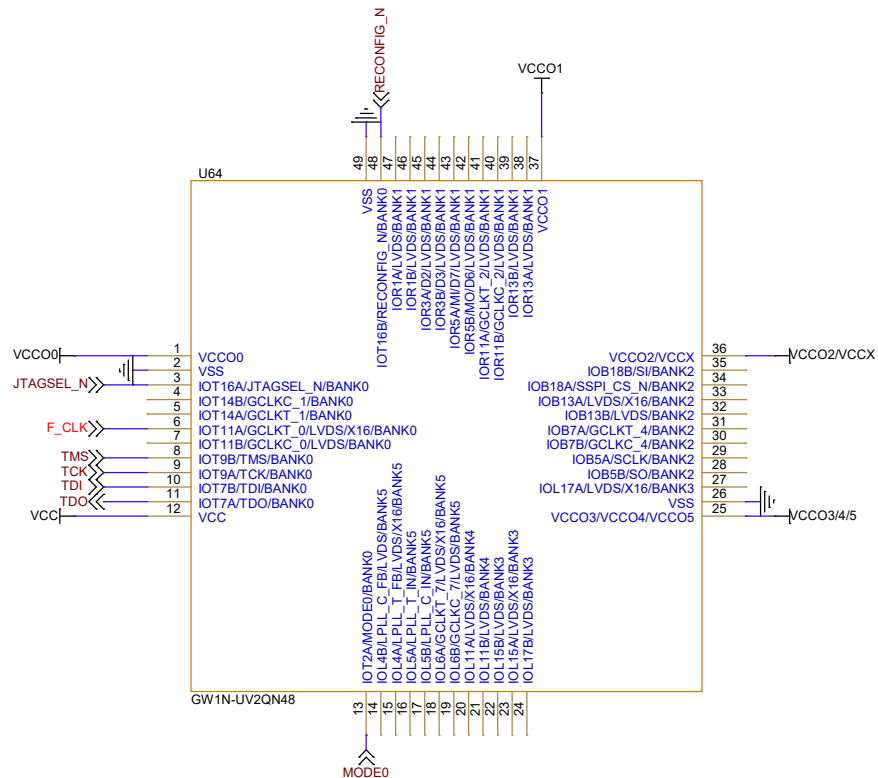 RECONFIG_N
VCCO1
49
48
47
46
45
44
43
42
41
40
39
38
37
U64
VSS
IOT16B/RECONFIG_N/BANK0
IOR1A/LVDS/BANK1
IOR1B/LVDS/BANK1
IOR3A/D2/LVDS/BANK1
IOR3B/D3/LVDS/BANK1
IOR5A/MI/D7/LVDS/BANK1
IOR5B/MO/D6/LVDS/BANK1
IOR11A/GCLKT_2/LVDS/BANK1
IOR11B/GCLKC_2/LVDS/BANK1
IOR13B/LVDS/BANK1
IOR13A/LVDS/BANK1
VCCO1
VCCO0 1 VCCO0
2 VSS
JTAGSEL_N 3 IOT16A/JTAGSEL_N/BANK0
4 IOT14B/GCLKC_1/BANK0
5 IOT14A/GCLKT_1/BANK0
F_CLK 6 IOT11A/GCLKT_0/LVDS/X16/BANK0
7 IOT11B/GCLKC_0/LVDS/BANK0
TMS 8 IOT9B/TMS/BANK0
TCK 9 IOT9A/TCK/BANK0
TDI 10 IOT7B/TDI/BANK0
TDO 11 IOT7A/TDO/BANK0
VCC 12 VCC
VCCO2/VCCX 36 VCCO2/VCCX
IOB18B/SI/BANK2 35
IOB18A/SSPI_CS_N/BANK2 34
IOB13A/LVDS/X16/BANK2 33
IOB13B/LVDS/BANK2 32
IOB7A/GCLKT_4/BANK2 31
IOB7B/GCLKC_4/BANK2 30
IOB5A/SCLK/BANK2 29
IOB5B/SO/BANK2 28
IOL17A/LVDS/X16/BANK3 27
VSS 26
VCCO3/VCCO4/VCCO5 25 VCCO3/4/5
IOT2A/MODE0/BANK0
IOL4B/LPLL_C_FB/LVDS/BANK5
IOL4A/LPLL_T_FB/LVDS/X16/BANK5
IOL5A/LPLL_T_IN/BANK5
IOL5B/LPLL_C_IN/BANK5
IOL6A/GCLKT_7/LVDS/X16/BANK5
IOL6B/GCLKC_7/LVDS/BANK5
IOL11A/LVDS/X16/BANK4
IOL11B/LVDS/BANK4
IOL15B/LVDS/BANK3
IOL15A/LVDS/X16/BANK3
IOL17B/LVDS/BANK3
GW1N-UV2QN48
13
14
15
16
17
18
19
20
21
22
23
24
MODE0